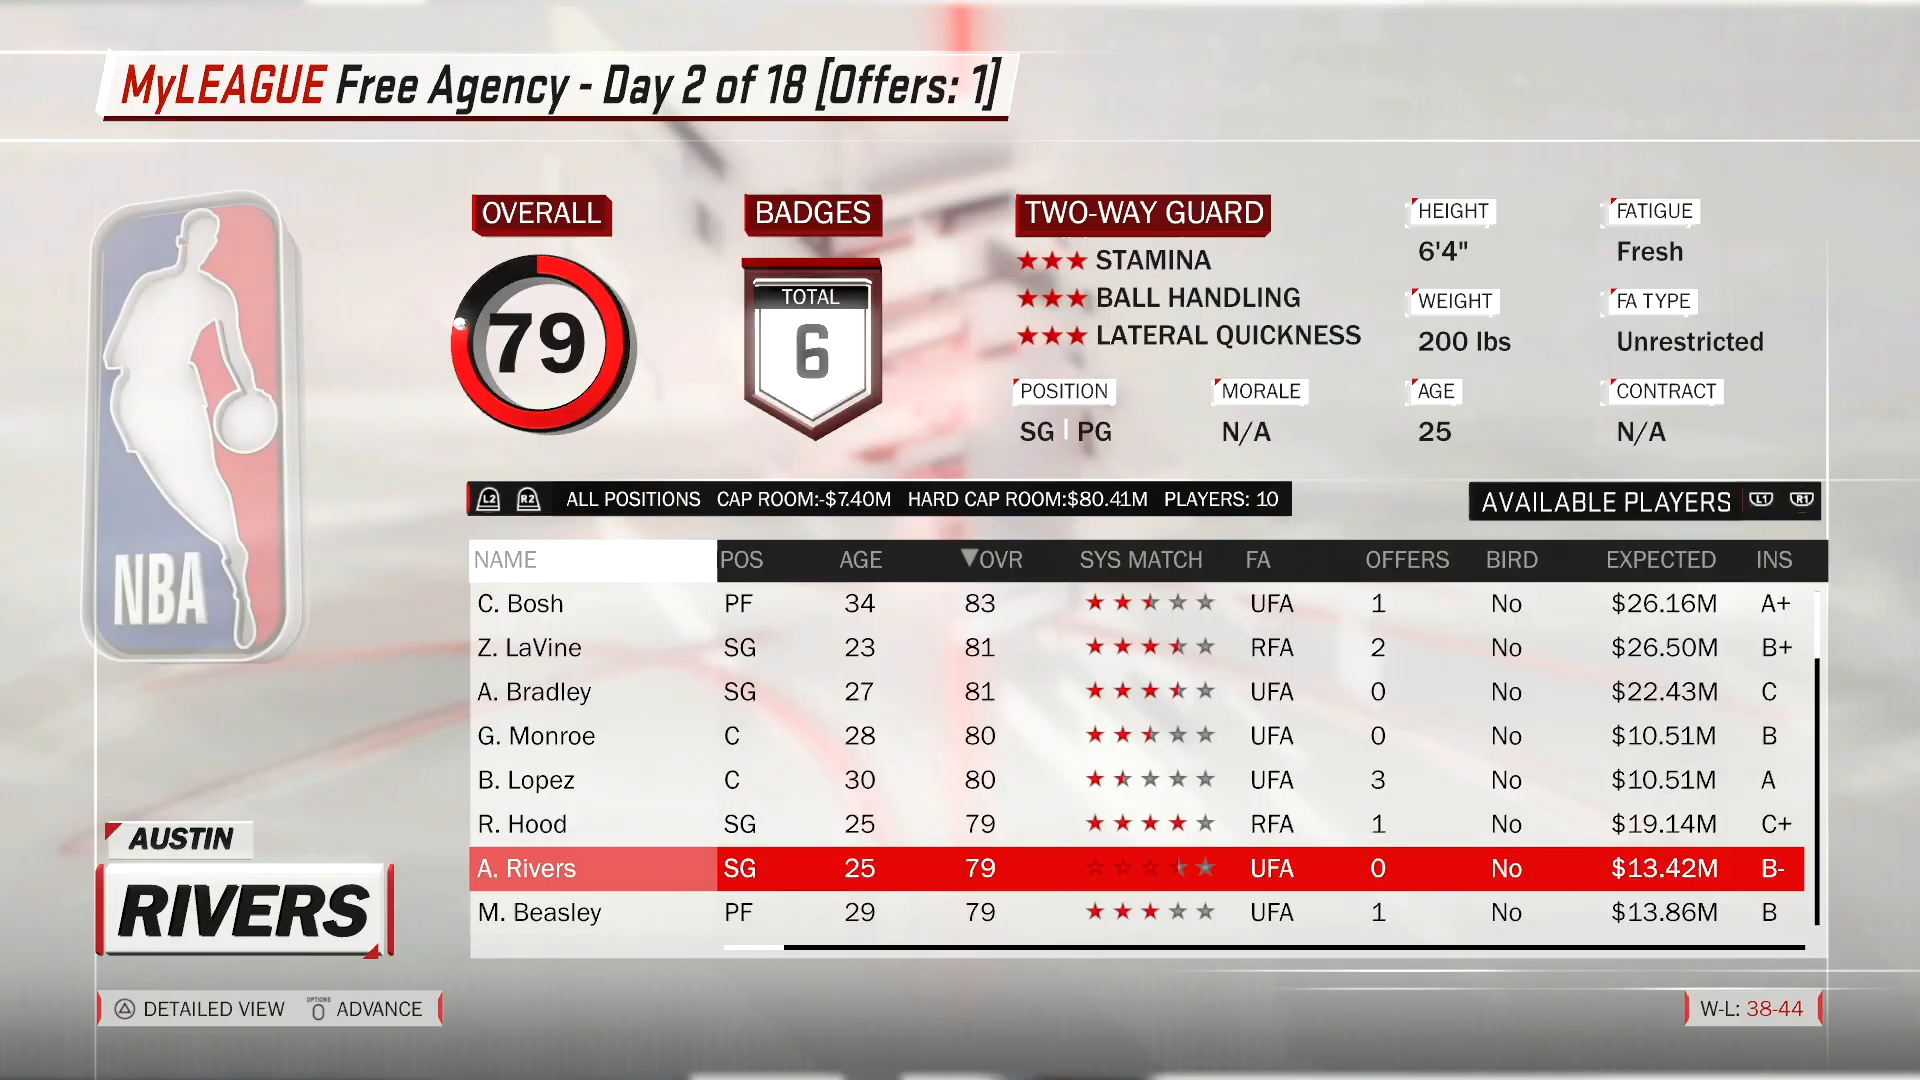 MyLEAGUE Free Agency - Day 2 of 18 [Offers: 1]
OVERALL
79
BADGES
TOTAL
6
TWO-WAY GUARD
★★★ STAMINA
★★★ BALL HANDLING
★★★ LATERAL QUICKNESS
POSITION
SG | PG
MORALE
N/A
HEIGHT
6'4"
WEIGHT
200 lbs
AGE
25
FATIGUE
Fresh
FA TYPE
Unrestricted
CONTRACT
N/A
NBA
L2 R2 ALL POSITIONS CAP ROOM:-$7.40M HARD CAP ROOM:$80.41M PLAYERS: 10
AVAILABLE PLAYERS L1 R1
NAME POS AGE ▼OVR SYS MATCH FA OFFERS BIRD EXPECTED INS
C. Bosh PF 34 83 UFA 1 No $26.16M A+
Z. LaVine SG 23 81 RFA 2 No $26.50M B+
A. Bradley SG 27 81 UFA 0 No $22.43M C
G. Monroe C 28 80 UFA 0 No $10.51M B
B. Lopez C 30 80 UFA 3 No $10.51M A
R. Hood SG 25 79 RFA 1 No $19.14M C+
A. Rivers SG 25 79 UFA 0 No $13.42M B-
M. Beasley PF 29 79 UFA 1 No $13.86M B
AUSTIN
RIVERS
DETAILED VIEW OPTIONS ADVANCE
W-L: 38-44